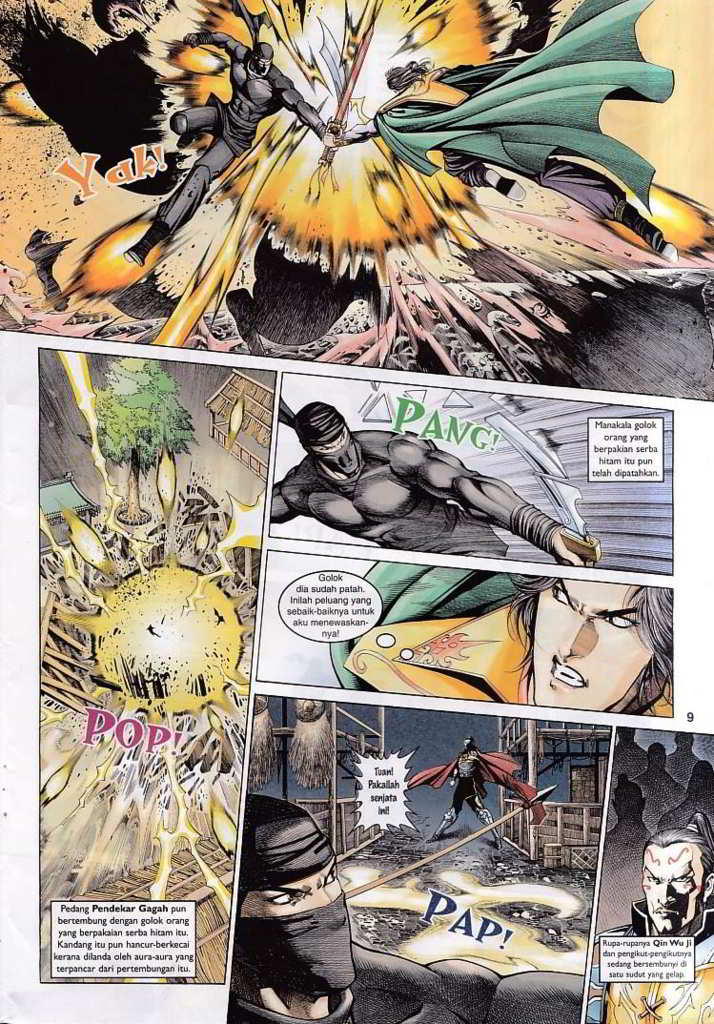 Yak!
PANG!
Manakala golok
orang yang
berpakaian serba
hitam itu pun
telah dipatahkan.
Golok
dia sudah patah.
Inilah peluang yang
sebaik-baiknya untuk
aku menewaskan-
nya!
9
POP!
Pedang Pendekar Gagah pun
bertembung dengan golok orang
yang berpakaian serba hitam itu.
Kandang itu pun hancur-berkecai
kerana dilanda oleh aura-aura yang
terpancar dari pertembungan itu.
Tuan!
Pakailah
senjata
ini!
PAP!
Rupa-rupanya Qin Wu Ji
dan pengikut-pengikutnya
sedang bersembunyi di
satu sudut yang gelap.